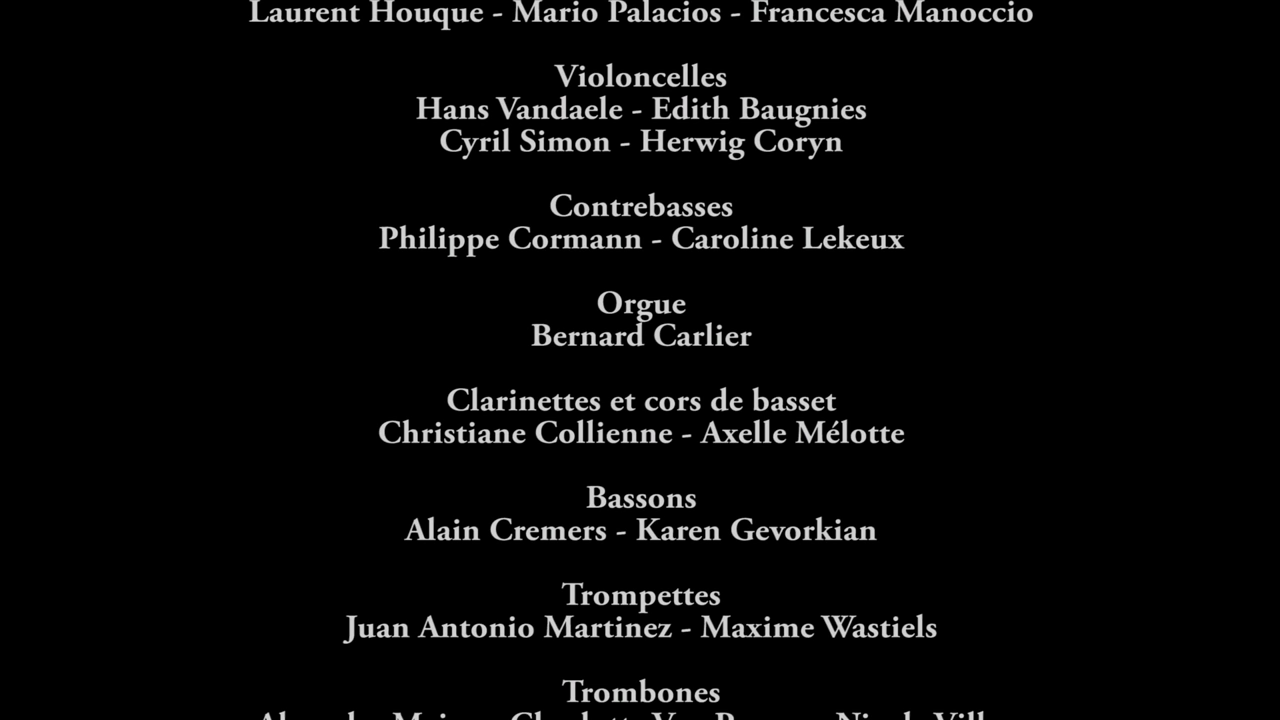 Laurent Houque - Mario Palacios - Francesca Manoccio
Violoncelles
Hans Vandaele - Edith Baugnies
Cyril Simon - Herwig Coryn
Contrebasses
Philippe Cormann - Caroline Lekeux
Orgue
Bernard Carlier
Clarinettes et cors de basset
Christiane Collienne - Axelle Mélotte
Bassons
Alain Cremers - Karen Gevorkian
Trompettes
Juan Antonio Martinez - Maxime Wastiels
Trombones